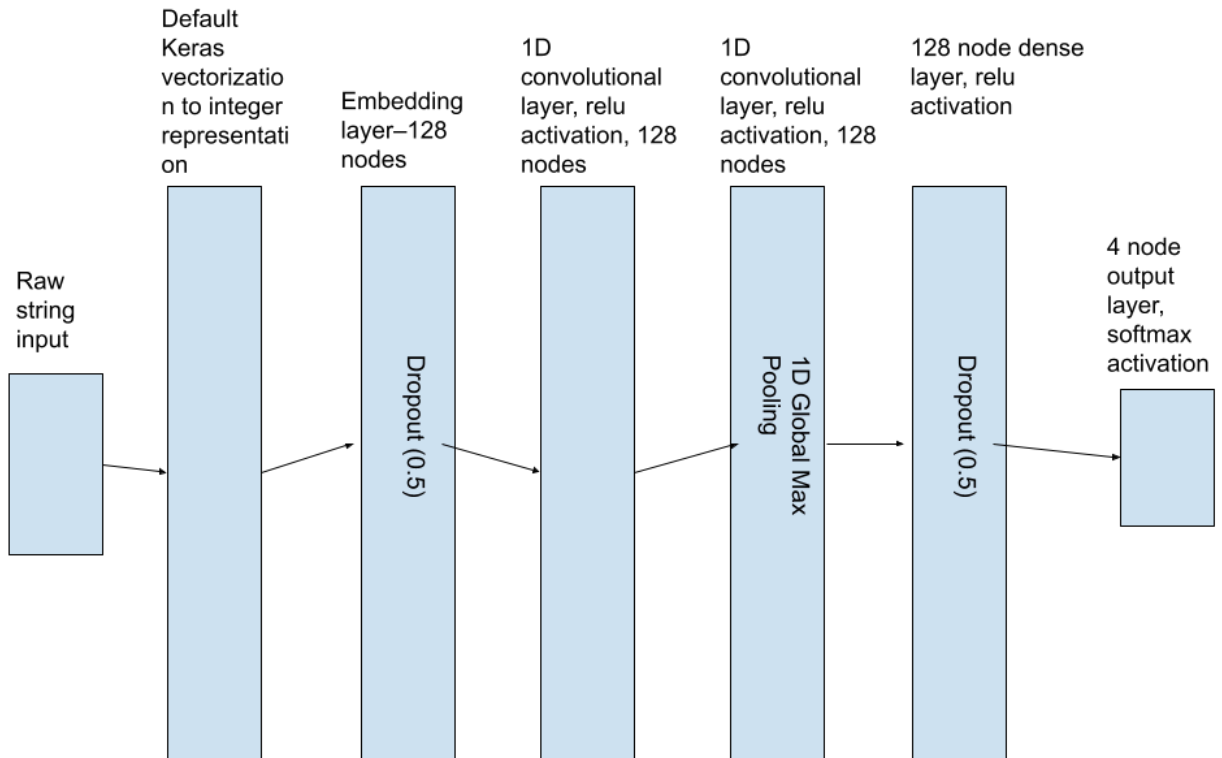 Raw
string
input
Default
Keras
vectorizatio
n to integer
representati
on
Embedding
layer–128
nodes
Dropout (0.5)
1D
convolutional
layer, relu
activation, 128
nodes
1D
convolutional
layer, relu
activation, 128
nodes
1D Global Max
Pooling
128 node dense
layer, relu
activation
Dropout (0.5)
4 node
output
layer,
softmax
activation